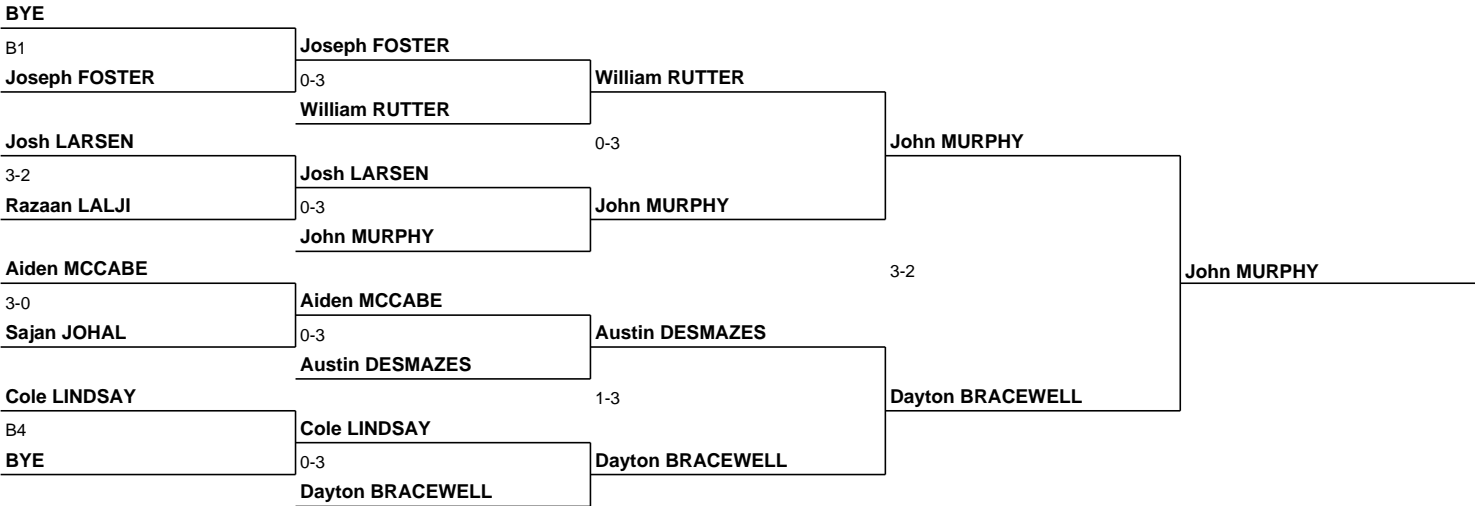 BYE
B1
Joseph FOSTER
Joseph FOSTER
0-3
William RUTTER
William RUTTER
Josh LARSEN
0-3
John MURPHY
3-2
Josh LARSEN
Razaan LALJI
0-3
John MURPHY
John MURPHY
Aiden MCCABE
3-2
John MURPHY
3-0
Aiden MCCABE
Sajan JOHAL
0-3
Austin DESMAZES
Austin DESMAZES
Cole LINDSAY
1-3
Dayton BRACEWELL
B4
Cole LINDSAY
BYE
0-3
Dayton BRACEWELL
Dayton BRACEWELL